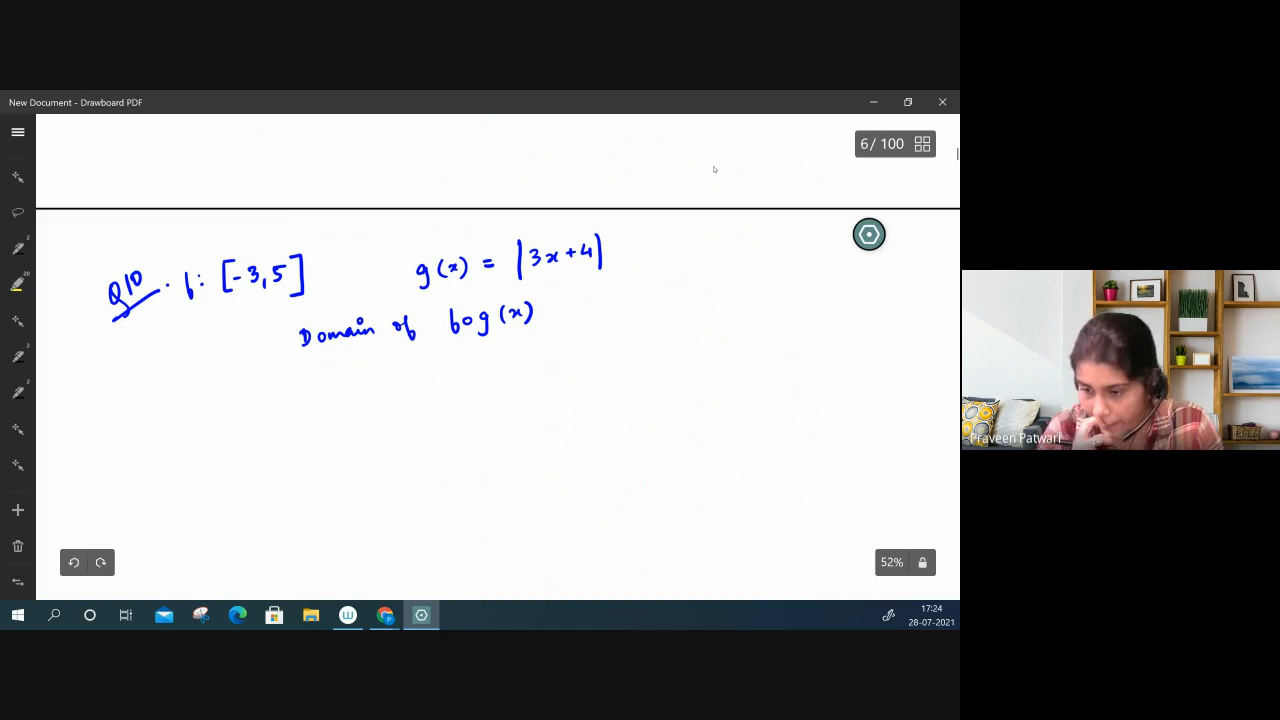 New Document - Drawboard PDF
6 / 100
Q10. f: [-3,5] g(x) = |3x+4|
Domain of fog(x)
Praveen Patwari
52%
17:24
28-07-2021